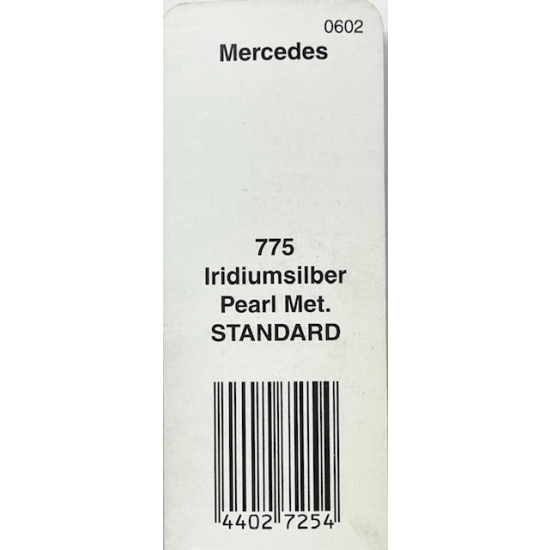 0602
Mercedes
775
Iridiumsilber
Pearl Met.
STANDARD
4402 7254